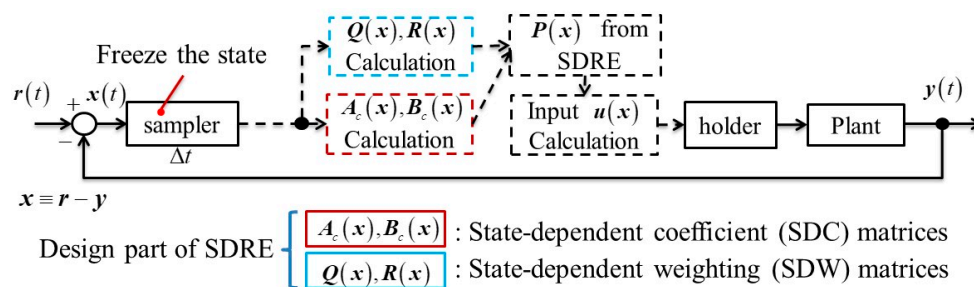 Freeze the state
r(t)
+
−
x(t)
sampler
Δt
Q(x), R(x)
Calculation
A_c(x), B_c(x)
Calculation
P(x) from
SDRE
Input u(x)
Calculation
holder
Plant
y(t)
x ≡ r − y
Design part of SDRE
A_c(x), B_c(x) : State-dependent coefficient (SDC) matrices
Q(x), R(x) : State-dependent weighting (SDW) matrices